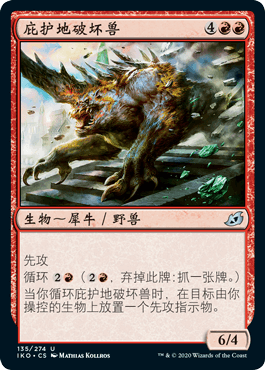 庇护地破坏兽 4
生物～犀牛 / 野兽
先攻
循环 2 (2，弃掉此牌:抓一张牌。)
当你循环庇护地破坏兽时，在目标由你
操控的生物上放置一个先攻指示物。
6/4
135/274 U
IKO • CS MATHIAS KOLLROS
™ & © 2020 Wizards of the Coast